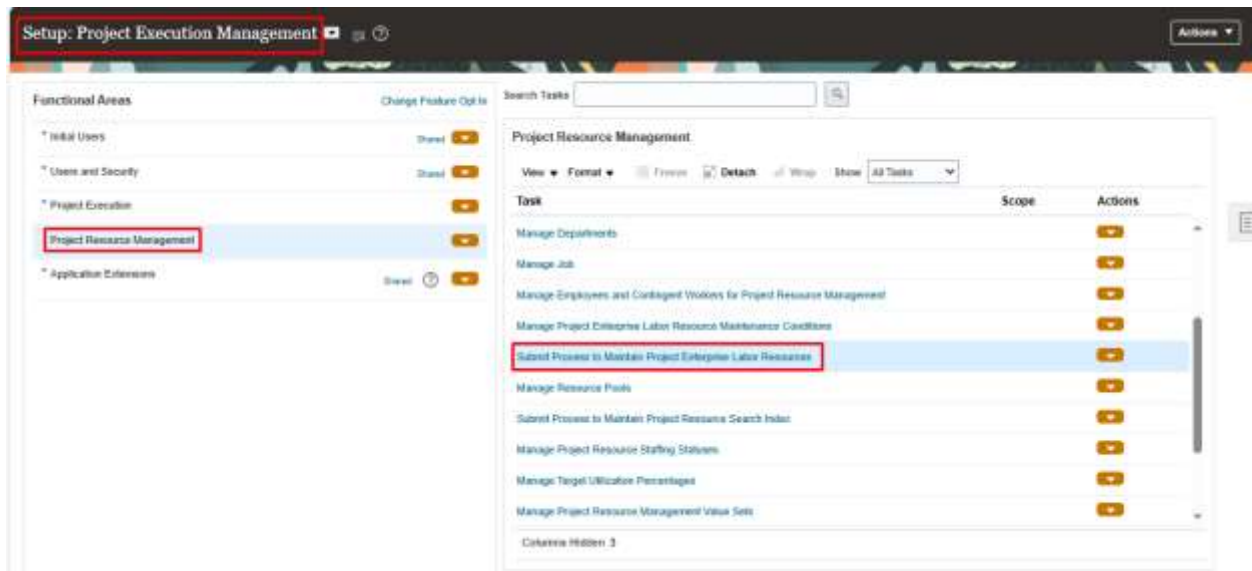 Setup: Project Execution Management
Actions
Functional Areas
Change Feature Opt In
* Initial Users
Shared
* Users and Security
Shared
* Project Execution
Project Resource Management
* Application Extensions
Shared
Search Tasks
Project Resource Management
View Format Freeze Detach Wrap Show All Tasks
Task Scope Actions
Manage Departments
Manage Job
Manage Employees and Contingent Workers for Project Resource Management
Manage Project Enterprise Labor Resource Maintenance Conditions
Submit Process to Maintain Project Enterprise Labor Resources
Manage Resource Pools
Submit Process to Maintain Project Resource Search Index
Manage Project Resource Staffing Statuses
Manage Target Utilization Percentages
Manage Project Resource Management Value Sets
Columns Hidden 3